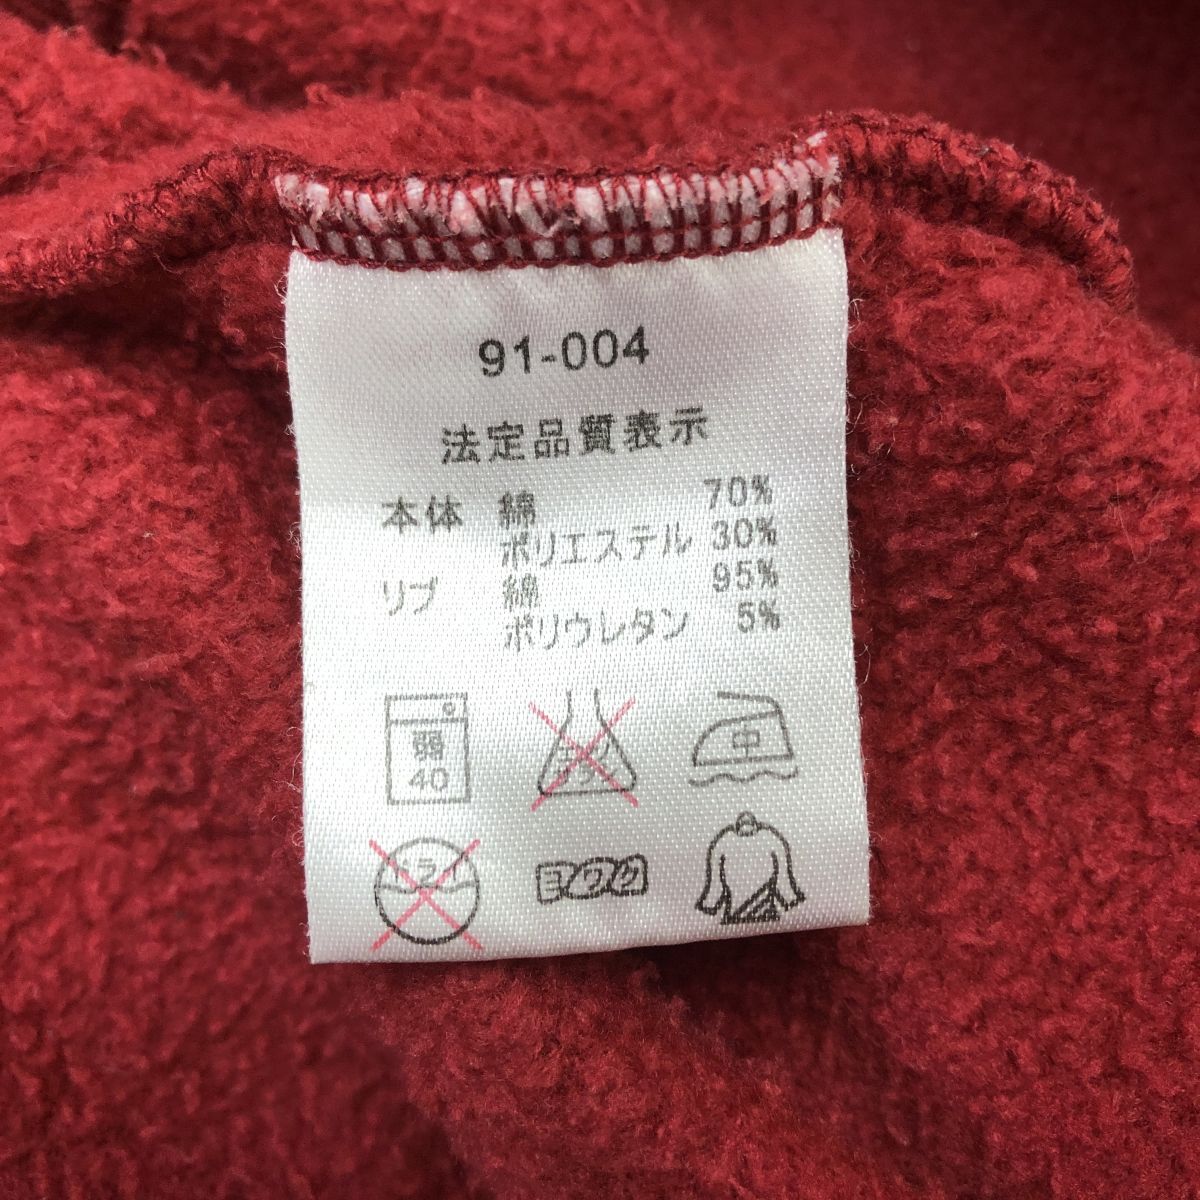 91-004
法定品質表示
本体 綿 70%
ポリエステル 30%
リブ 綿 95%
ポリウレタン 5%
弱 中
40
ヨワク